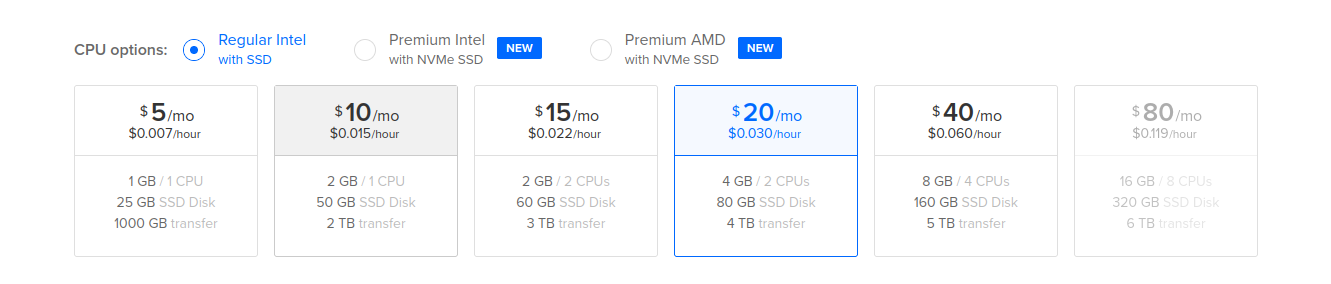 CPU options:
Regular Intel
with SSD
Premium Intel
with NVMe SSD
NEW
Premium AMD
with NVMe SSD
NEW
$5/mo
$0.007/hour
1 GB / 1 CPU
25 GB SSD Disk
1000 GB transfer
$10/mo
$0.015/hour
2 GB / 1 CPU
50 GB SSD Disk
2 TB transfer
$15/mo
$0.022/hour
2 GB / 2 CPUs
60 GB SSD Disk
3 TB transfer
$20/mo
$0.030/hour
4 GB / 2 CPUs
80 GB SSD Disk
4 TB transfer
$40/mo
$0.060/hour
8 GB / 4 CPUs
160 GB SSD Disk
5 TB transfer
$80/mo
$0.119/hour
16 GB / 8 CPUs
320 GB SSD Disk
6 TB transfer